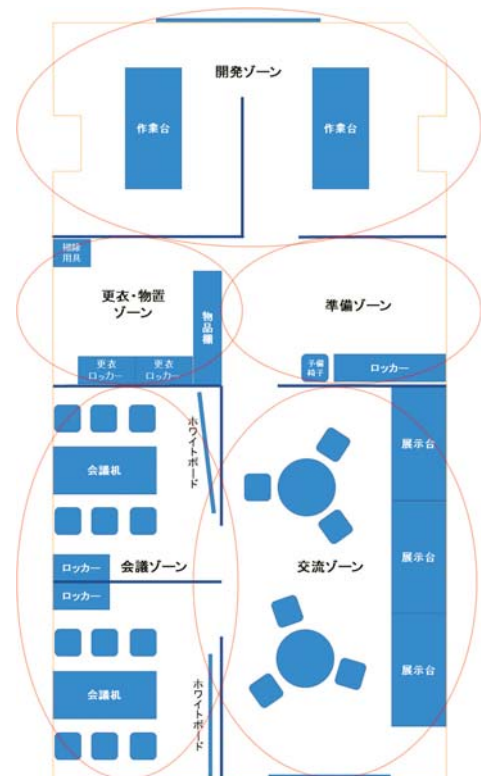 開発ゾーン
作業台
作業台
掃除
用具
更衣・物置
ゾーン
物品棚
準備ゾーン
更衣
ロッカー
更衣
ロッカー
予備
椅子
ロッカー
ホワイトボード
展示台
会議机
ロッカー
会議ゾーン
交流ゾーン
展示台
ロッカー
会議机
ホワイトボード
展示台